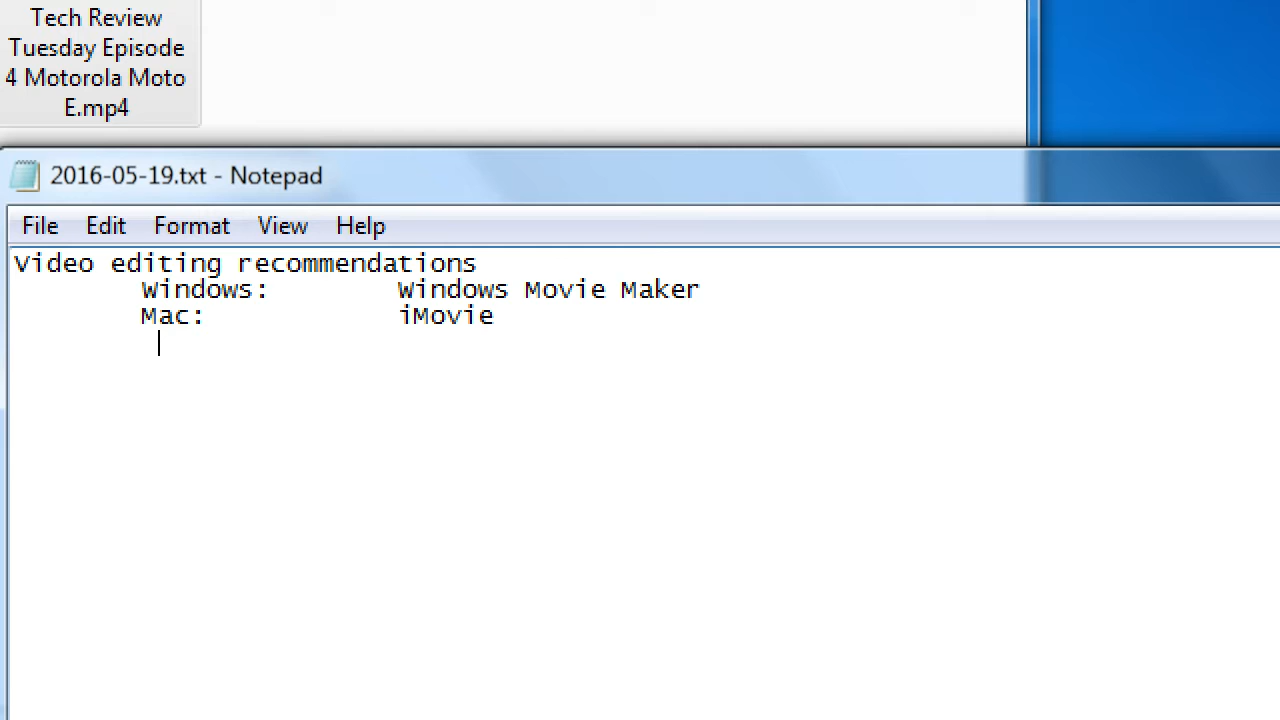 Tech Review
Tuesday Episode
4 Motorola Moto
E.mp4
2016-05-19.txt - Notepad
File Edit Format View Help
Video editing recommendations
Windows: Windows Movie Maker
Mac: iMovie